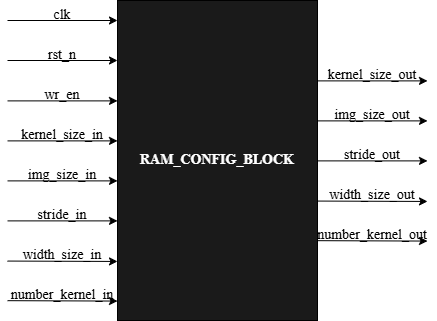 clk
rst_n
wr_en
kernel_size_in
img_size_in
stride_in
width_size_in
number_kernel_in
RAM_CONFIG_BLOCK
kernel_size_out
img_size_out
stride_out
width_size_out
number_kernel_out